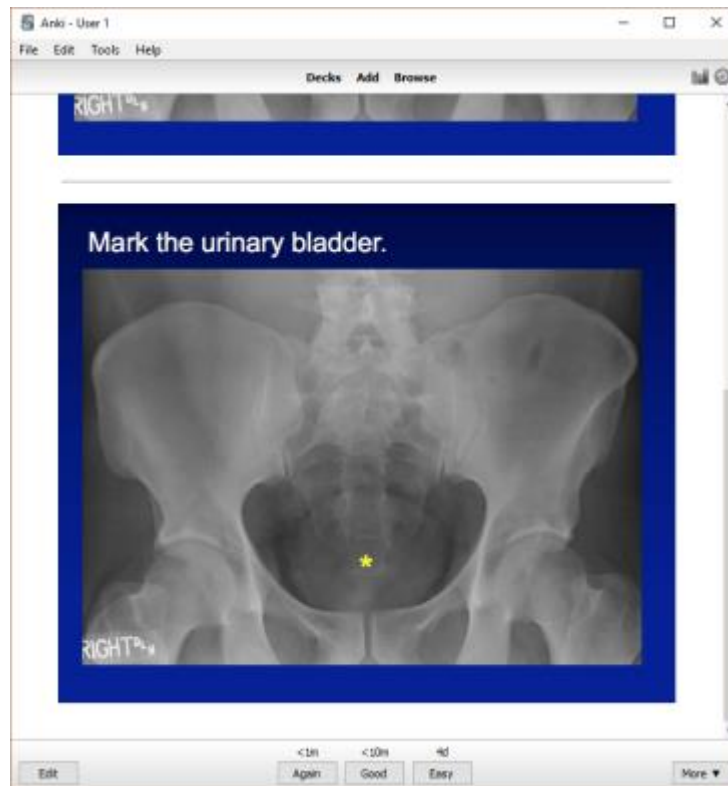 Anki - User 1
File Edit Tools Help
Decks Add Browse
RIGHT
Mark the urinary bladder.
*
RIGHT
<1m <10m 4d
Edit Again Good Easy More ▼